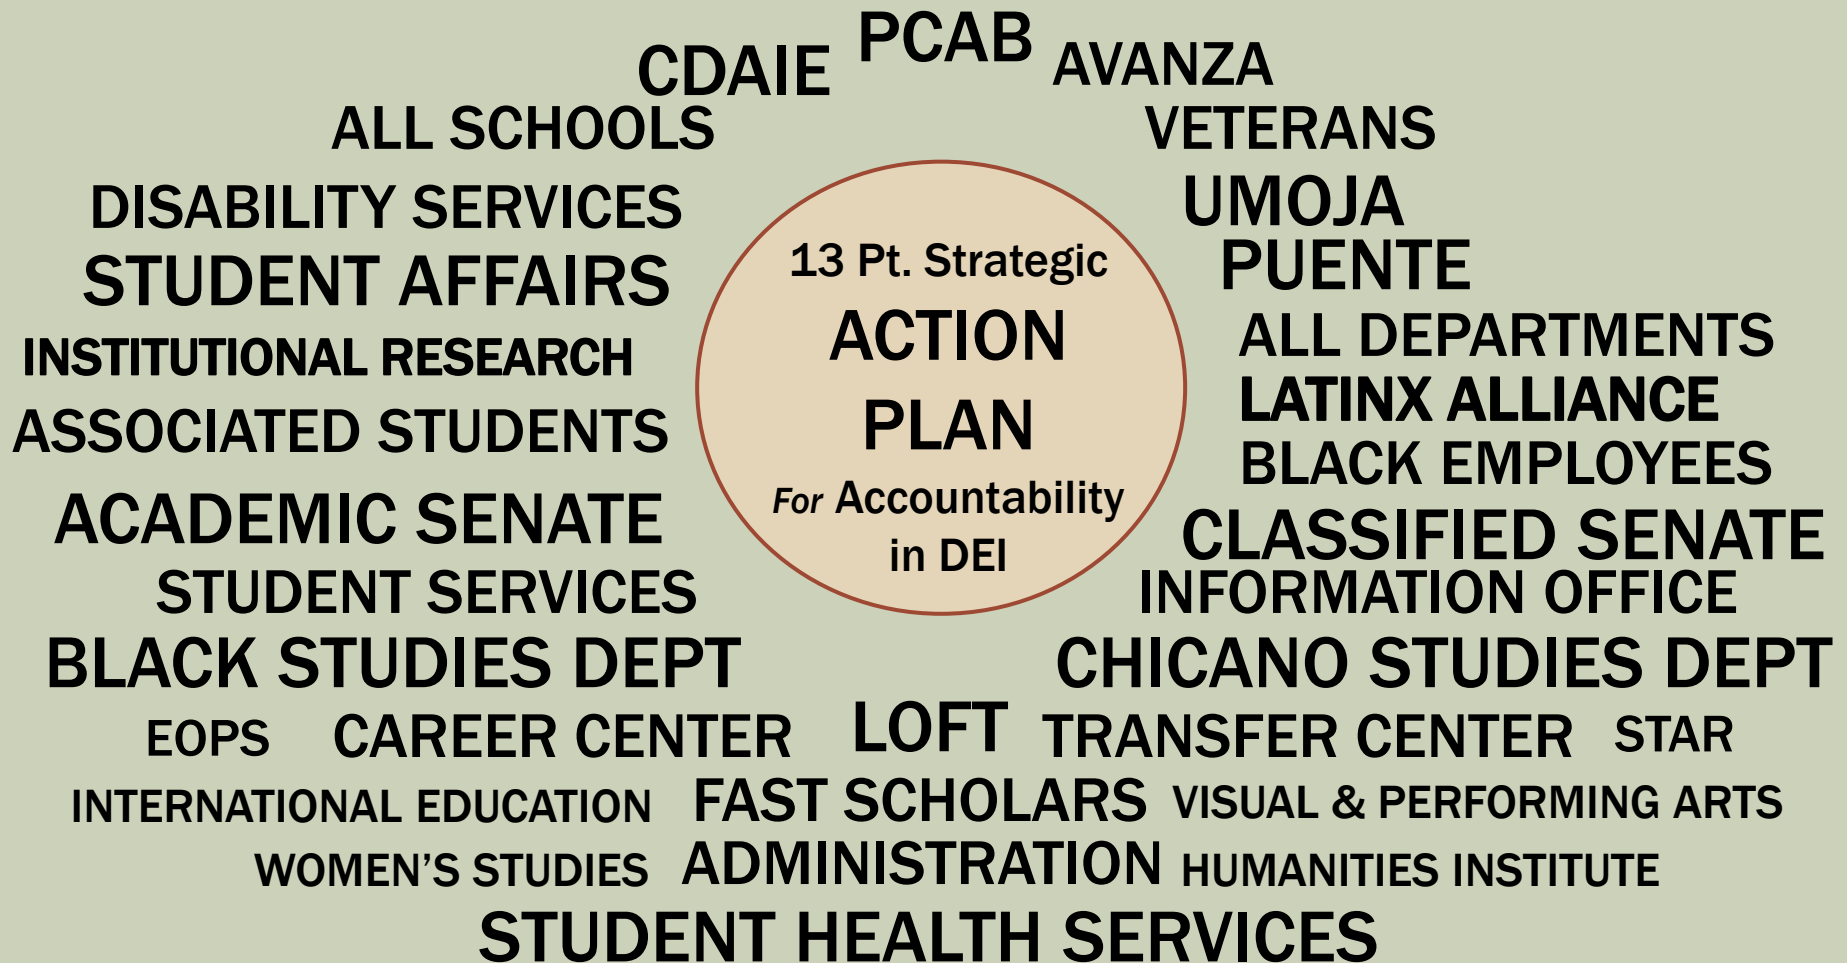 PCAB
CDAIE
AVANZA
ALL SCHOOLS
VETERANS
DISABILITY SERVICES
UMOJA
STUDENT AFFAIRS
PUENTE
INSTITUTIONAL RESEARCH
ALL DEPARTMENTS
ASSOCIATED STUDENTS
LATINX ALLIANCE
BLACK EMPLOYEES
ACADEMIC SENATE
CLASSIFIED SENATE
STUDENT SERVICES
INFORMATION OFFICE
13 Pt. Strategic
ACTION
PLAN
For Accountability
in DEI
BLACK STUDIES DEPT
CHICANO STUDIES DEPT
EOPS
CAREER CENTER
LOFT
TRANSFER CENTER
STAR
INTERNATIONAL EDUCATION
FAST SCHOLARS
VISUAL & PERFORMING ARTS
WOMEN’S STUDIES
ADMINISTRATION
HUMANITIES INSTITUTE
STUDENT HEALTH SERVICES